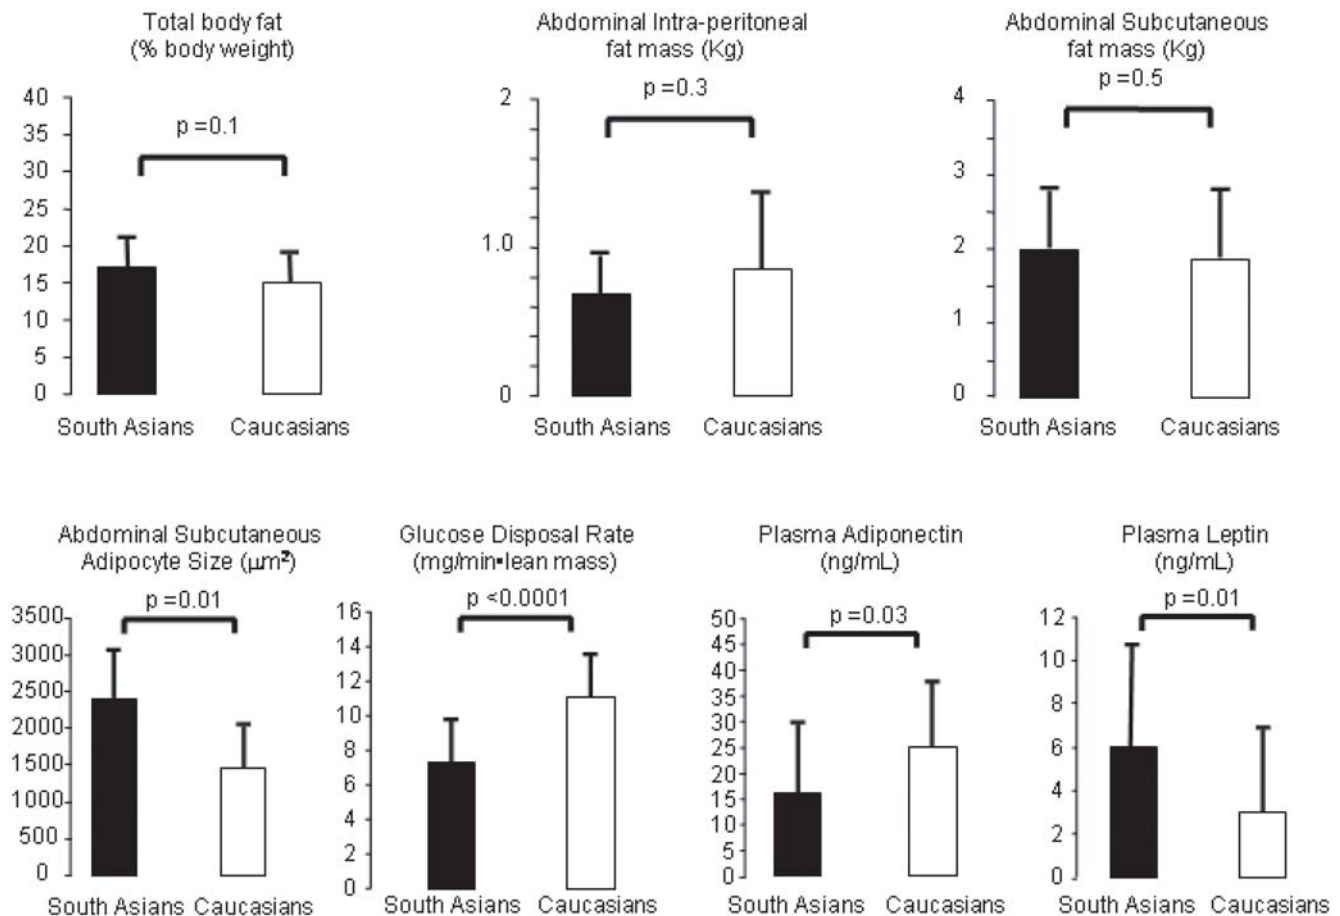 Total body fat
(% body weight)
p =0.1
40
35
30
25
20
15
10
5
0
South Asians Caucasians
Abdominal Intra-peritoneal
fat mass (Kg)
p =0.3
2
1.0
0
South Asians Caucasians
Abdominal Subcutaneous
fat mass (Kg)
p =0.5
4
3
2
1
0
South Asians Caucasians
Abdominal Subcutaneous
Adipocyte Size (µm²)
p =0.01
3500
3000
2500
2000
1500
1000
500
0
South Asians Caucasians
Glucose Disposal Rate
(mg/min•lean mass)
p <0.0001
16
14
12
10
8
6
4
2
0
South Asians Caucasians
Plasma Adiponectin
(ng/mL)
p =0.03
50
45
40
35
30
25
20
15
10
5
0
South Asians Caucasians
Plasma Leptin
(ng/mL)
p =0.01
12
10
8
6
4
2
0
South Asians Caucasians